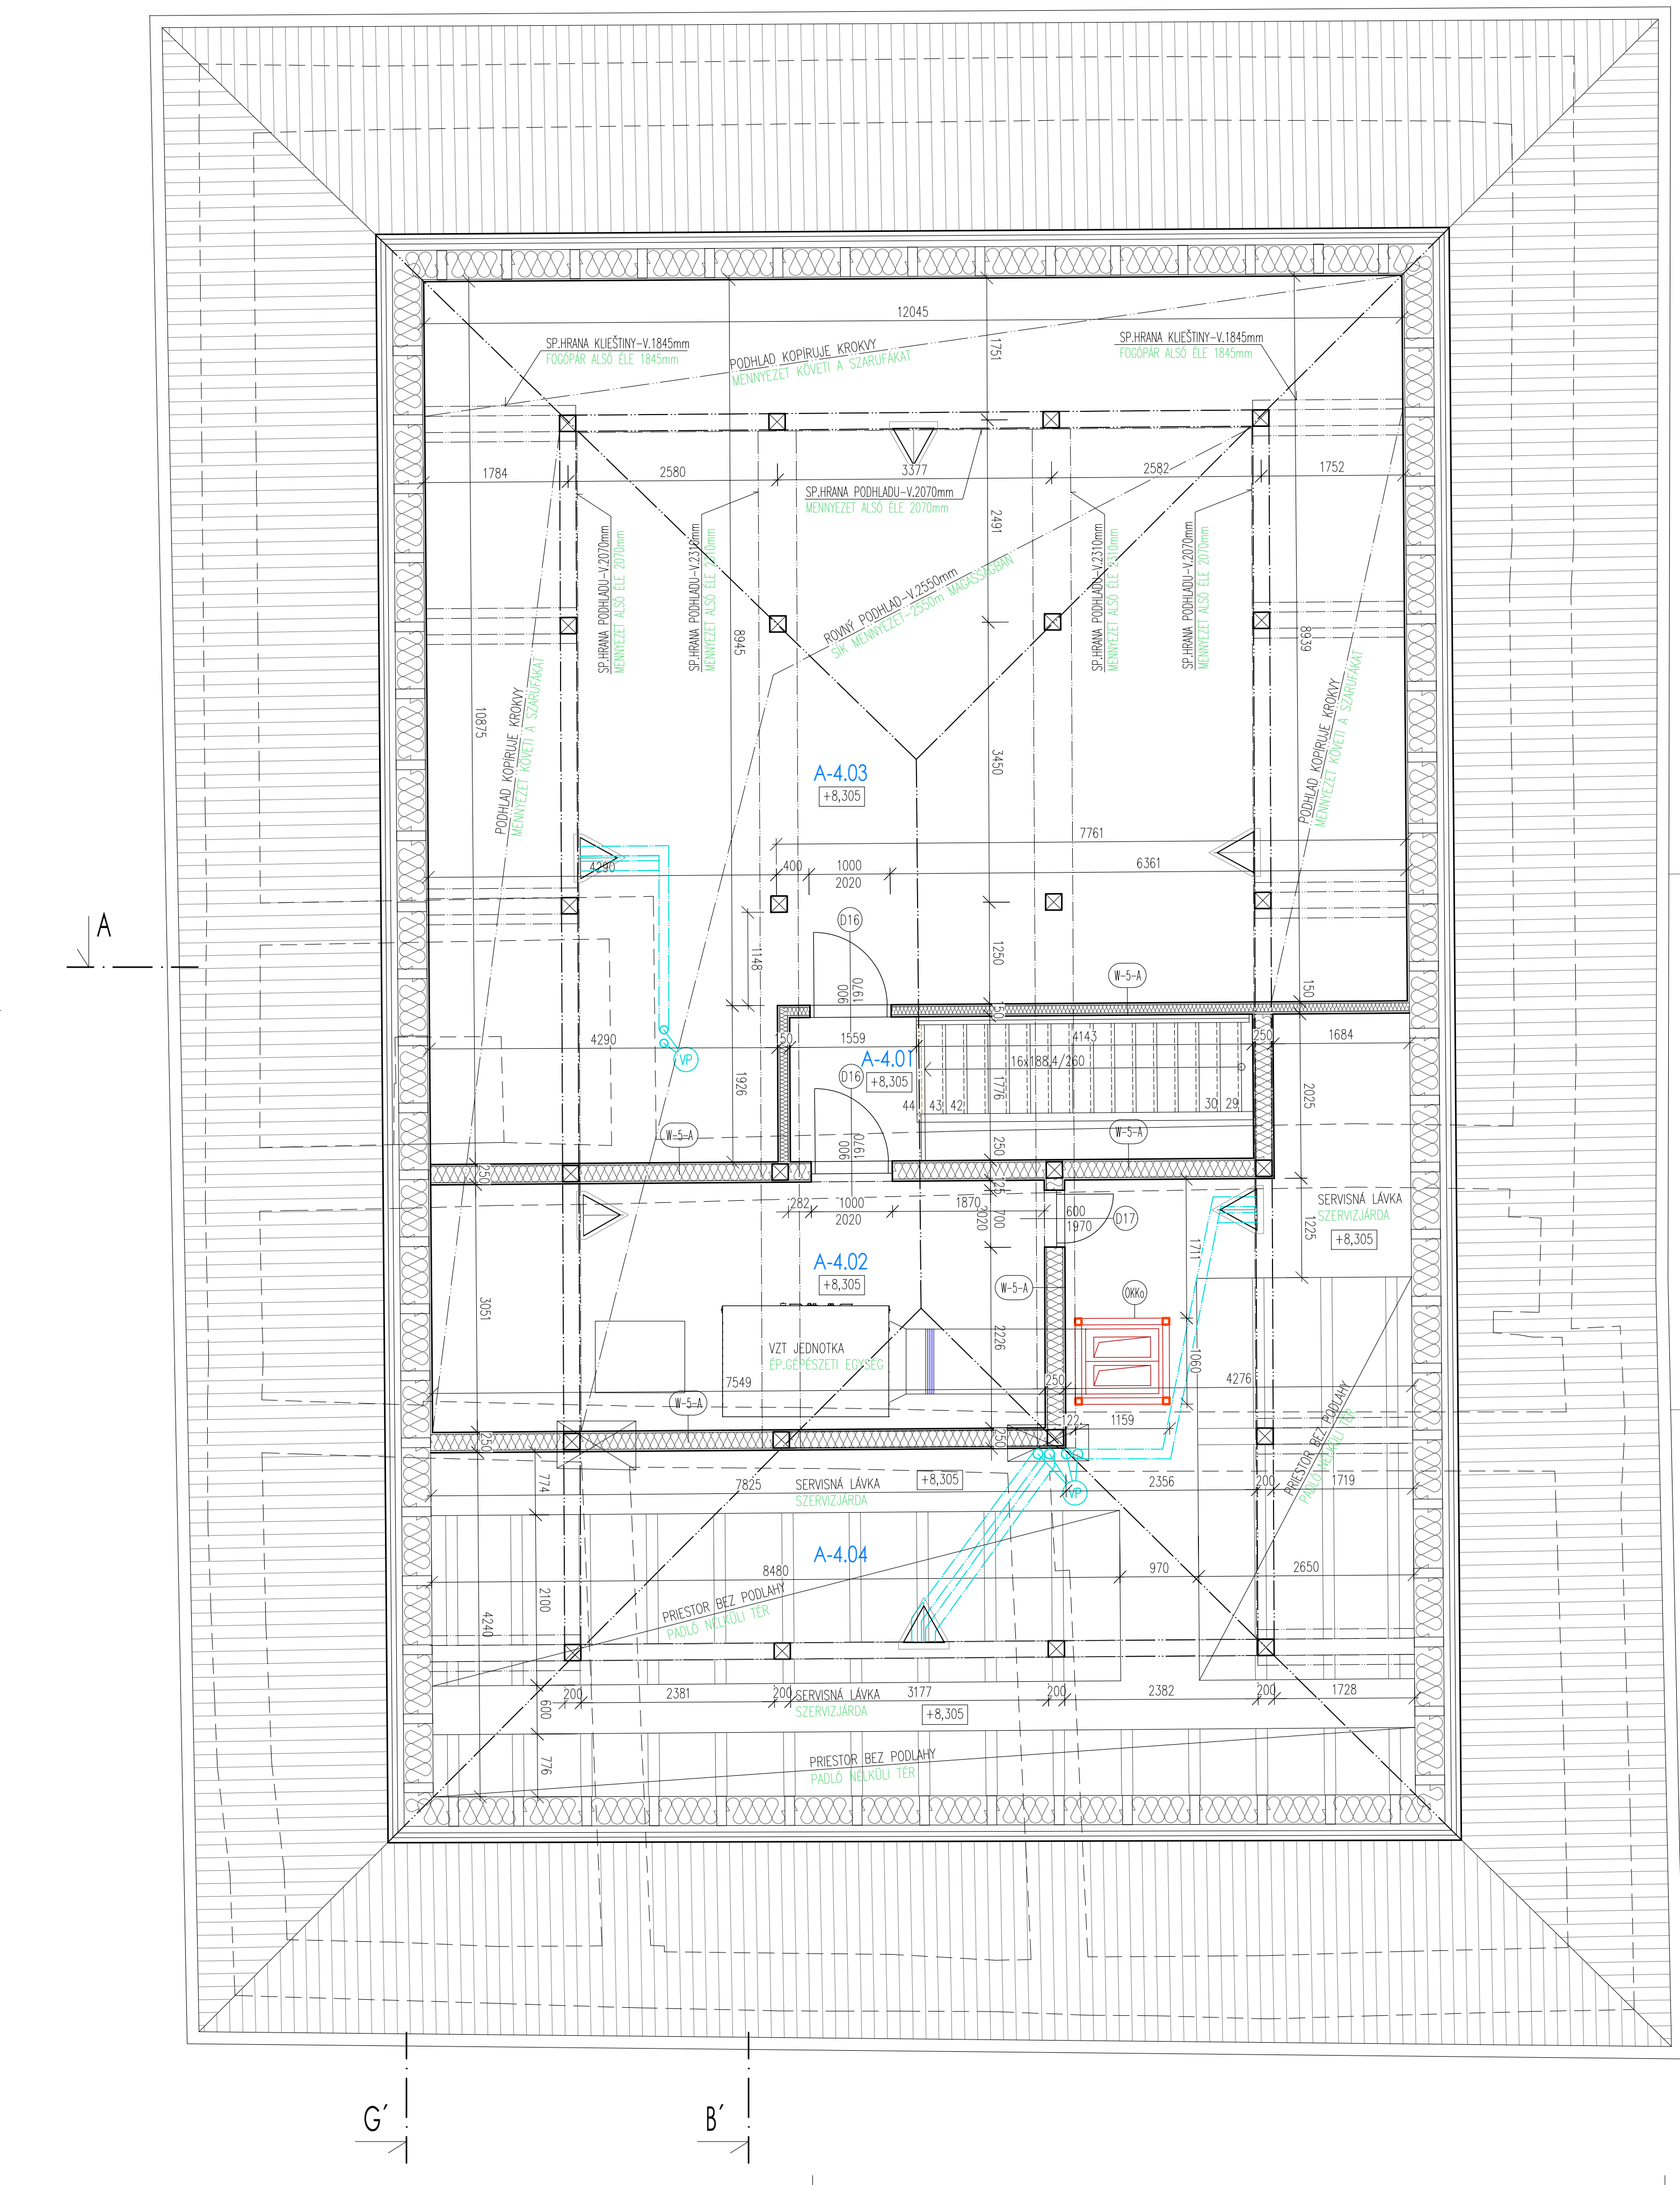 12045
SP.HRANA KLIEŠTINY-V.1845mm
FOGÓPÁR ALSÓ ÉLE 1845mm
PODHLAD KOPÍRUJE KROKVY
MENNYEZET KÖVETI A SZARUFÁKAT
1751
SP.HRANA KLIEŠTINY-V.1845mm
FOGÓPÁR ALSÓ ÉLE 1845mm
1784
2580
3377
2582
1752
SP.HRANA PODHLADU-V.2070mm
MENNYEZET ALSÓ ÉLE 2070mm
2491
SP.HRANA PODHLADU-V.2070mm
MENNYEZET ALSÓ ÉLE 2070mm
SP.HRANA PODHLADU-V.2310mm
MENNYEZET ALSÓ ÉLE 2310mm
ROVNÝ PODHLAD-V.2550mm
SÍK MENNYEZET-2550m MAGASSÁGBAN
SP.HRANA PODHLADU-V.2310mm
MENNYEZET ALSÓ ÉLE 2310mm
SP.HRANA PODHLADU-V.2070mm
MENNYEZET ALSÓ ÉLE 2070mm
8945
8939
10875
PODHLAD KOPÍRUJE KROKVY
MENNYEZET KÖVETI A SZARUFÁKAT
3450
PODHLAD KOPÍRUJE KROKVY
MENNYEZET KÖVETI A SZARUFÁKAT
A-4.03
+8,305
7761
4290
400
1000
2020
6361
D16
A
1148
1250
W-5-A
1970
900
150
150
4290
150
1559
4143
250
1684
VP
A-4.01
+8,305
D16
16x188,4/260
1926
1776
2025
44
43
42
30
29
W-5-A
W-5-A
1970
900
250
250
25
282
1000
2020
1870
2020
700
600
1970
D17
1711
1225
SERVISNÁ LÁVKA
SZERVIZJÁRDA
+8,305
A-4.02
+8,305
W-5-A
OKKo
3051
VZT JEDNOTKA
ÉP.GÉPÉSZETI EGYSÉG
2226
1060
7549
250
4276
W-5-A
122
1159
250
250
PRIESTOR BEZ PODLAHY
PADLÓ NÉLKÜLI TÉR
774
7825
SERVISNÁ LÁVKA
SZERVIZJÁRDA
+8,305
VP
2356
200
1719
A-4.04
8480
970
2650
PRIESTOR BEZ PODLAHY
PADLÓ NÉLKÜLI TÉR
2100
4240
200
2381
200
SERVISNÁ LÁVKA
SZERVIZJÁRDA
3177
+8,305
200
2382
200
1728
600
776
PRIESTOR BEZ PODLAHY
PADLÓ NÉLKÜLI TÉR
G´
B´